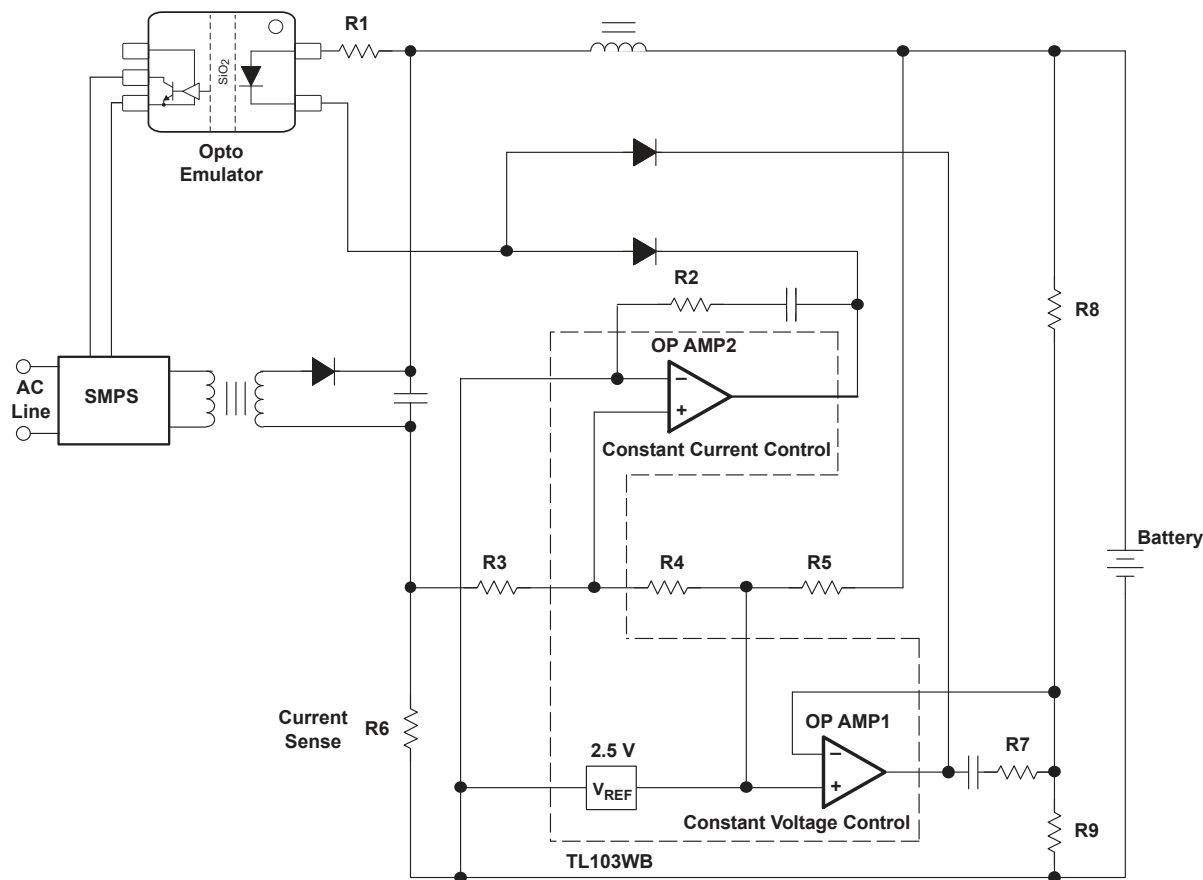 R1
SiO2
Opto
Emulator
R2
R8
OP AMP2
−
+
Constant Current Control
AC
Line
SMPS
R3
R4
R5
Battery
Current
Sense
R6
OP AMP1
−
+
R7
2.5 V
VREF
Constant Voltage Control
R9
TL103WB